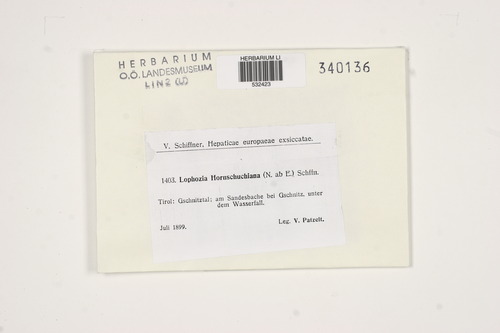 HERBARIUM
O.Ö. LANDESMUSEUM
LINZ (LI)
HERBARIUM LI
532423
340136
V. Schiffner, Hepaticae europaeae exsiccatae.
1403. Lophozia Hornschuchiana (N. ab E.) Schffn.
Tirol: Gschnitztal; am Sandesbache bei Gschnitz, unter
dem Wasserfall.
Juli 1899.
Leg. V. Patzelt.